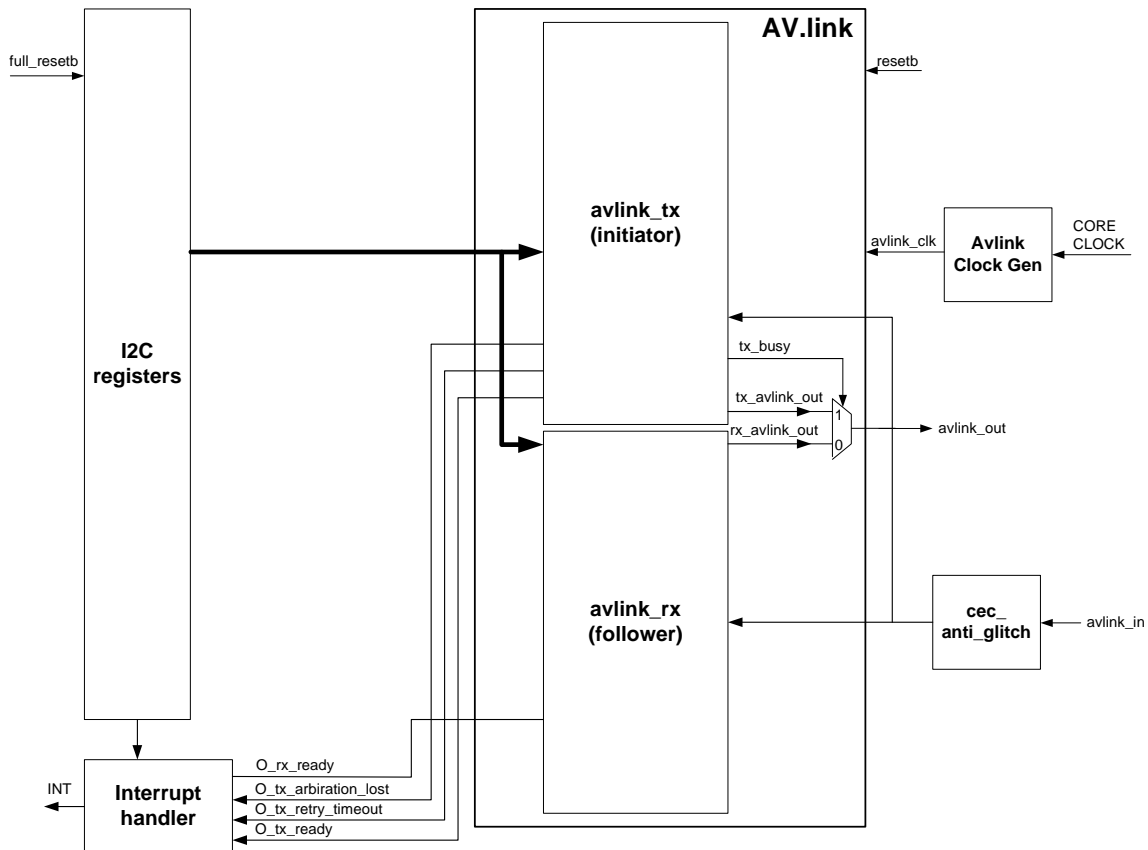 AV.link
full_resetb
resetb
avlink_tx
(initiator)
avlink_clk
Avlink
Clock Gen
CORE
CLOCK
I2C
registers
tx_busy
tx_avlink_out
1
rx_avlink_out
0
avlink_out
avlink_rx
(follower)
cec_
anti_glitch
avlink_in
O_rx_ready
INT
Interrupt
handler
O_tx_arbiration_lost
O_tx_retry_timeout
O_tx_ready